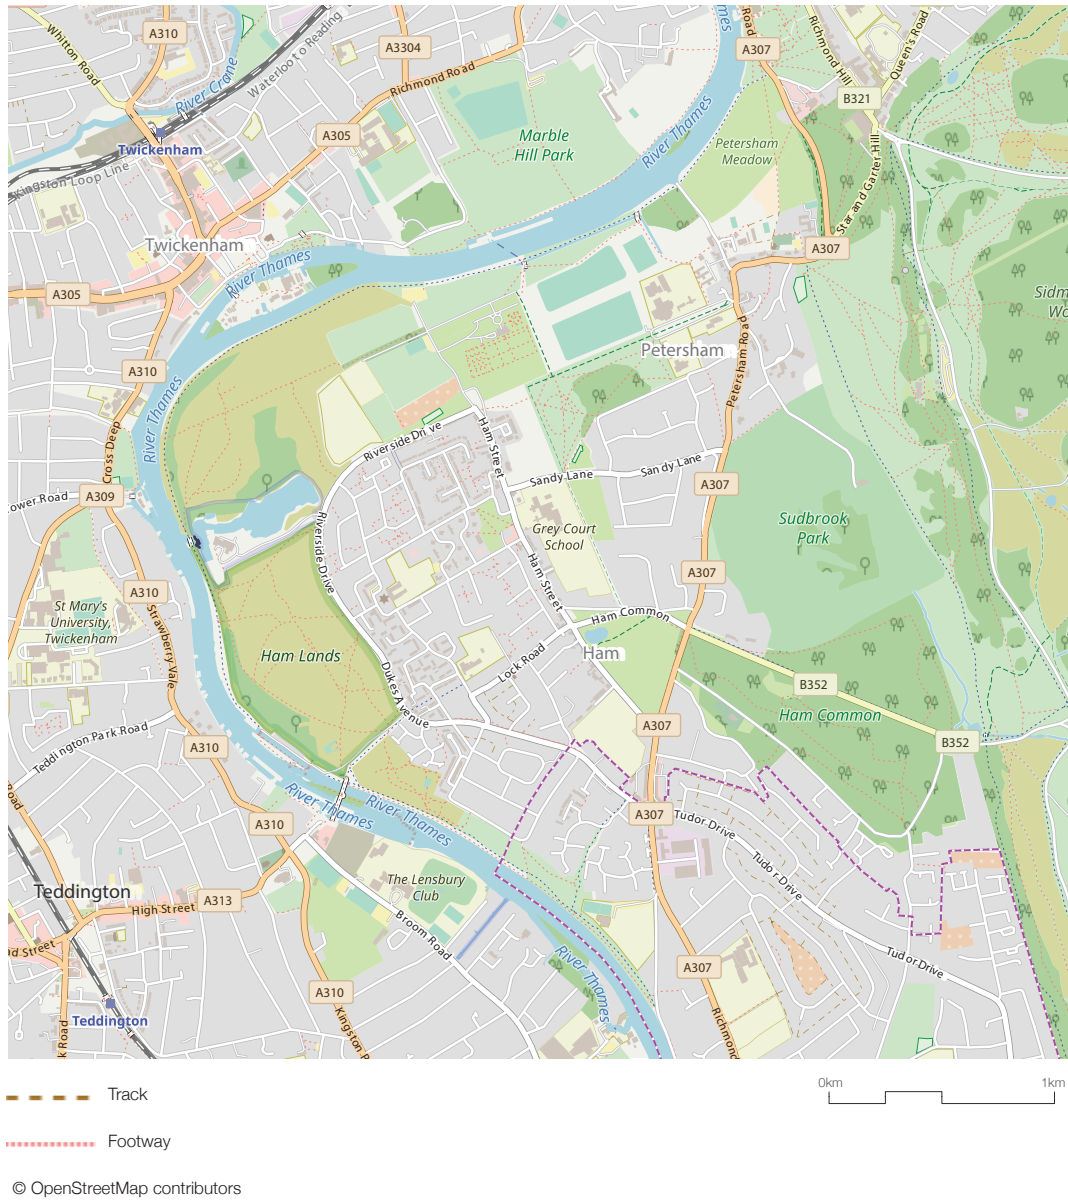 A310
Whitton Road
River Crane
Waterloo to Reading
A3304
Richmond Road
A307
Road
Richmond Hill
Queen's Road
B321
Twickenham
Kingston Loop Line
A305
Marble
Hill Park
River Thames
Petersham
Meadow
Star and Garter Hill
Twickenham
River Thames
A307
A305
Petersham
A310
River Thames
Petersham Road
Cross Deep
Riverside Drive
Ham Street
Sandy Lane
Sandy Lane
A307
A309
Grey Court
School
Sudbrook
Park
Riverside Drive
Ham Street
A307
A310
St Mary's
University,
Twickenham
Strawberry Vale
Ham Lands
Ham Common
Ham
Lock Road
Dukes Avenue
B352
Ham Common
A307
B352
Teddington Park Road
A310
River Thames
River Thames
A310
A307
Tudor Drive
Tudor Drive
Road
Teddington
The Lensbury
Club
A313
High Street
Broom Road
Tudor Drive
River Thames
A307
A310
Teddington
Kingston
Richmond
0km
1km
Track
Footway
© OpenStreetMap contributors